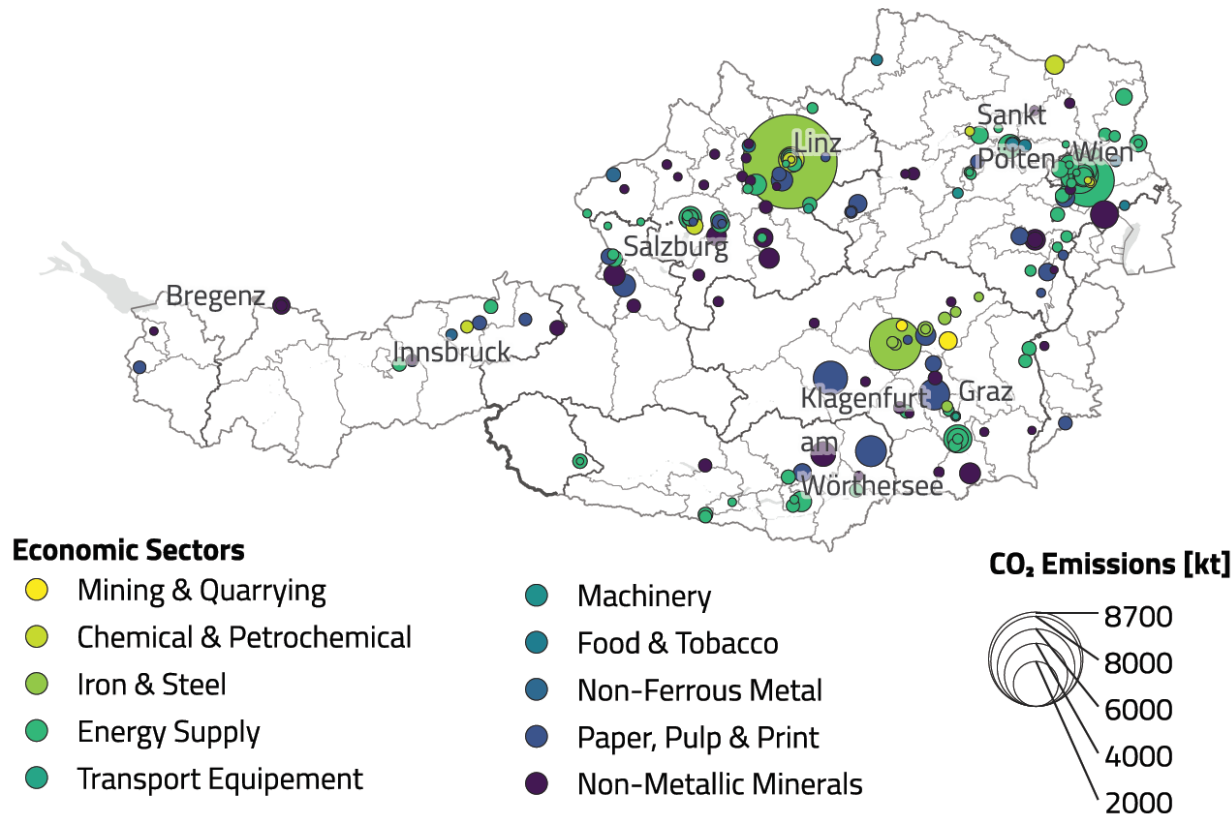 Linz
Sankt
Pölten
Wien
Salzburg
Bregenz
Innsbruck
Klagenfurt
am
Wörthersee
Graz
Economic Sectors
Mining & Quarrying
Chemical & Petrochemical
Iron & Steel
Energy Supply
Transport Equipement
Machinery
Food & Tobacco
Non-Ferrous Metal
Paper, Pulp & Print
Non-Metallic Minerals
CO₂ Emissions [kt]
8700
8000
6000
4000
2000